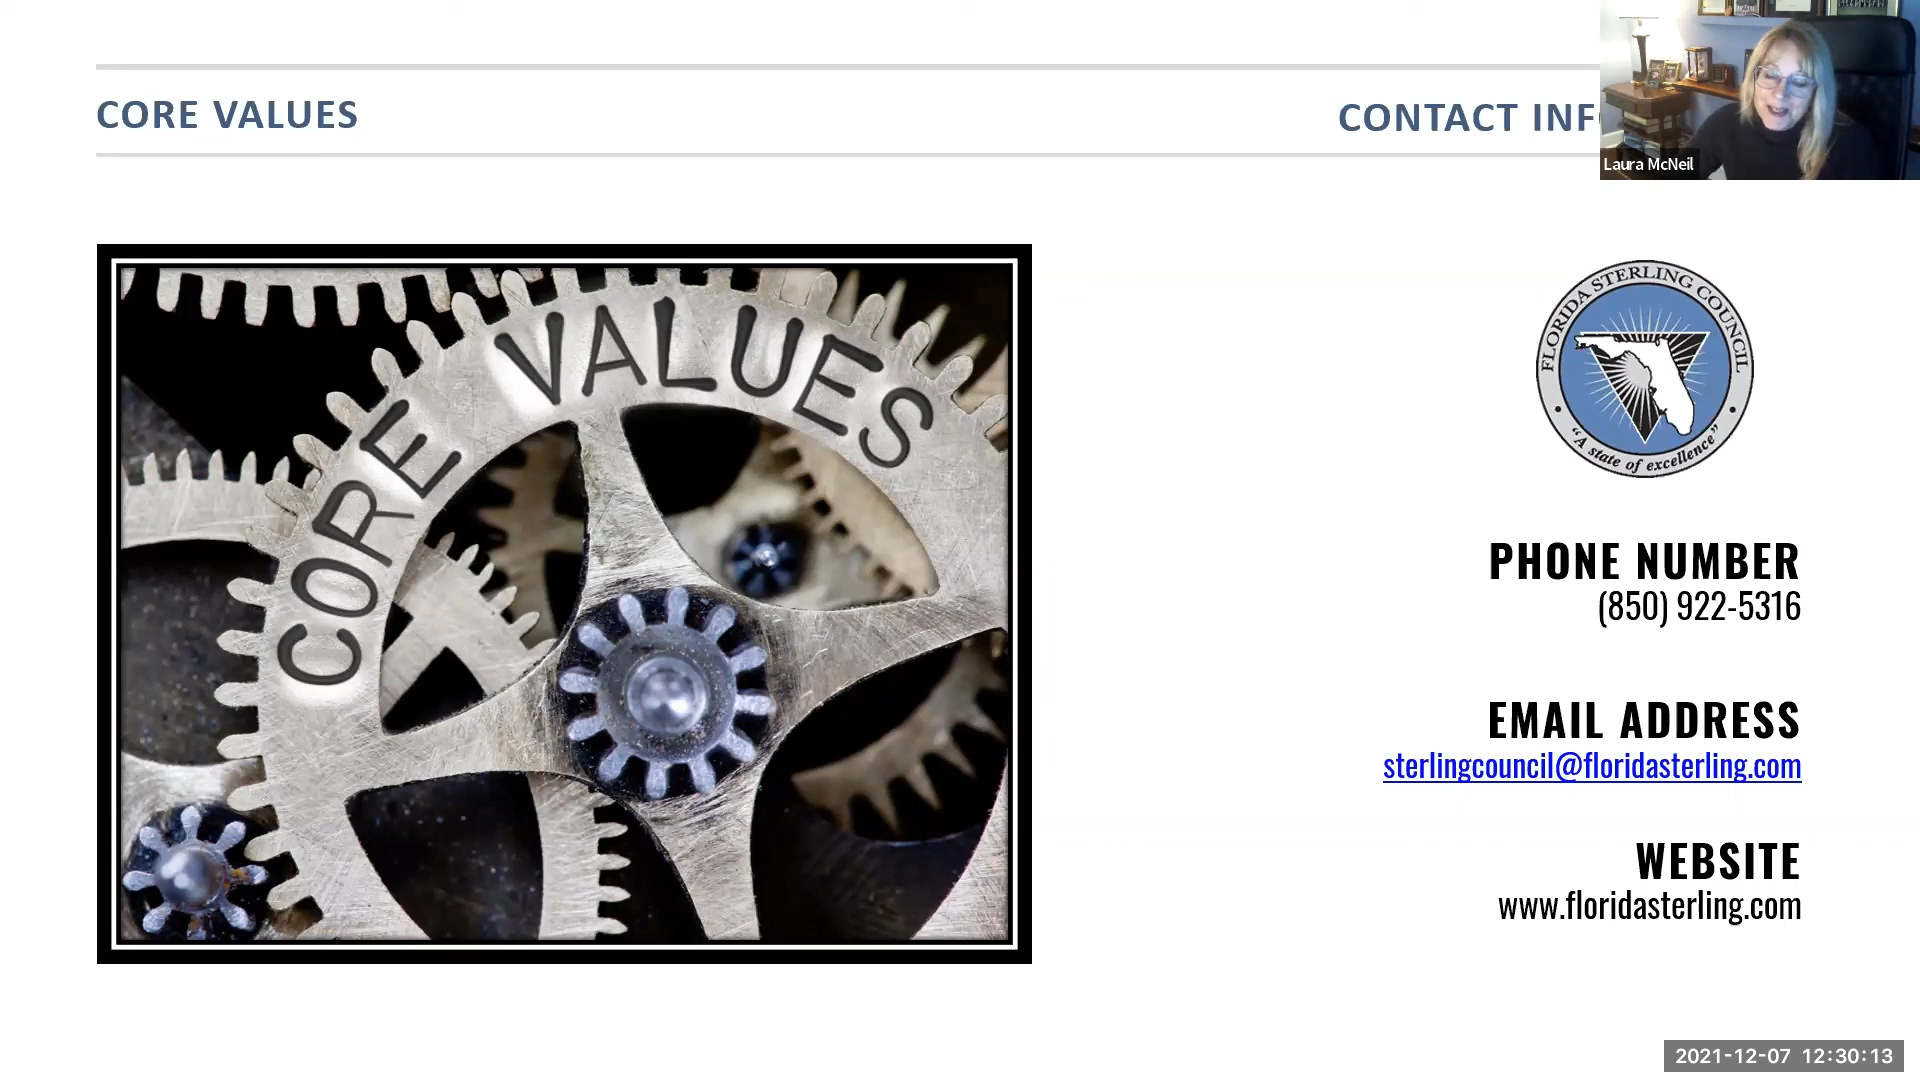 CORE VALUES
CONTACT INF
Laura McNeil
CORE VALUES
FLORIDA STERLING COUNCIL
"A state of excellence"
PHONE NUMBER
(850) 922-5316
EMAIL ADDRESS
sterlingcouncil@floridasterling.com
WEBSITE
www.floridasterling.com
2021-12-07 12:30:13